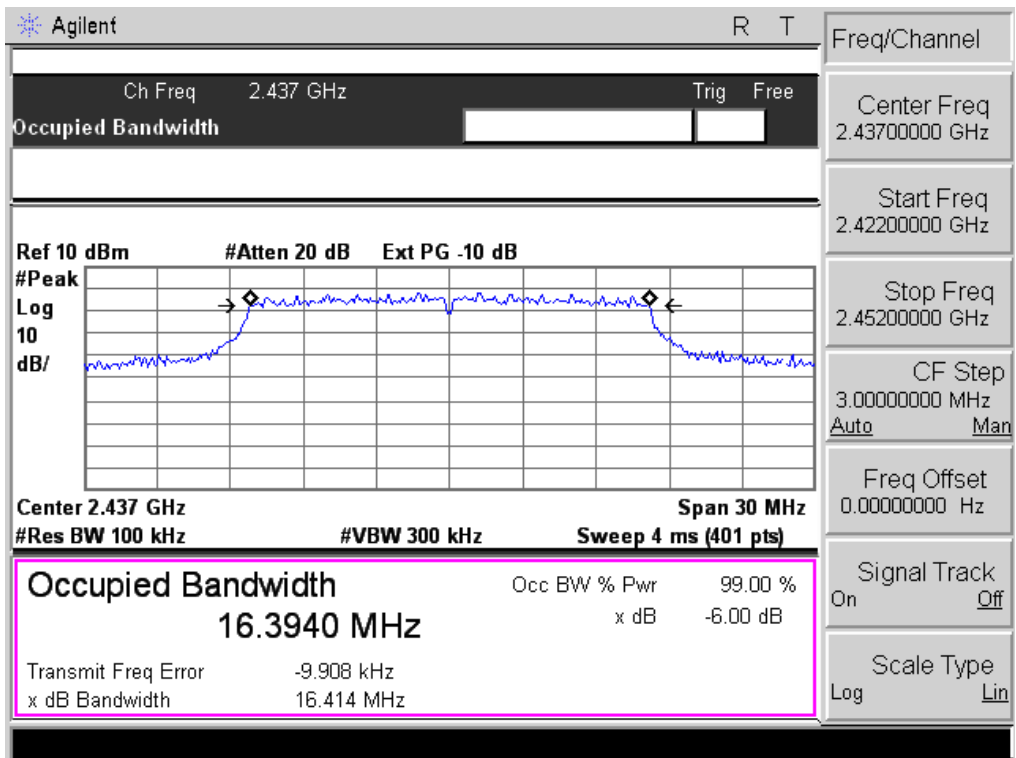 Agilent R T
Ch Freq 2.437 GHz Trig Free
Occupied Bandwidth
Ref 10 dBm #Atten 20 dB Ext PG -10 dB
#Peak
Log
10
dB/
Center 2.437 GHz Span 30 MHz
#Res BW 100 kHz #VBW 300 kHz Sweep 4 ms (401 pts)
Occupied Bandwidth Occ BW % Pwr 99.00 %
16.3940 MHz x dB -6.00 dB
Transmit Freq Error -9.908 kHz
x dB Bandwidth 16.414 MHz
Freq/Channel
Center Freq
2.43700000 GHz
Start Freq
2.42200000 GHz
Stop Freq
2.45200000 GHz
CF Step
3.00000000 MHz
Auto Man
Freq Offset
0.00000000 Hz
Signal Track
On Off
Scale Type
Log Lin